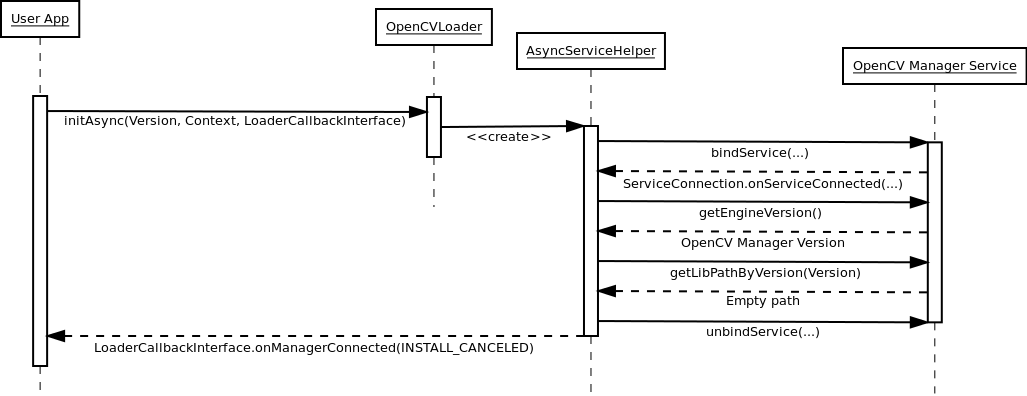 User App
OpenCVLoader
AsyncServiceHelper
OpenCV Manager Service
initAsync(Version, Context, LoaderCallbackInterface)
<<create>>
bindService(...)
ServiceConnection.onServiceConnected(...)
getEngineVersion()
OpenCV Manager Version
getLibPathByVersion(Version)
Empty path
unbindService(...)
LoaderCallbackInterface.onManagerConnected(INSTALL_CANCELED)